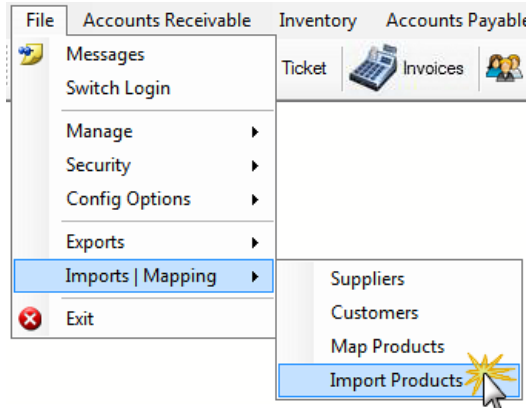 File Accounts Receivable Inventory Accounts Payable
Messages
Ticket Invoices
Switch Login
Manage
Security
Config Options
Exports
Imports | Mapping
Suppliers
Exit
Customers
Map Products
Import Products